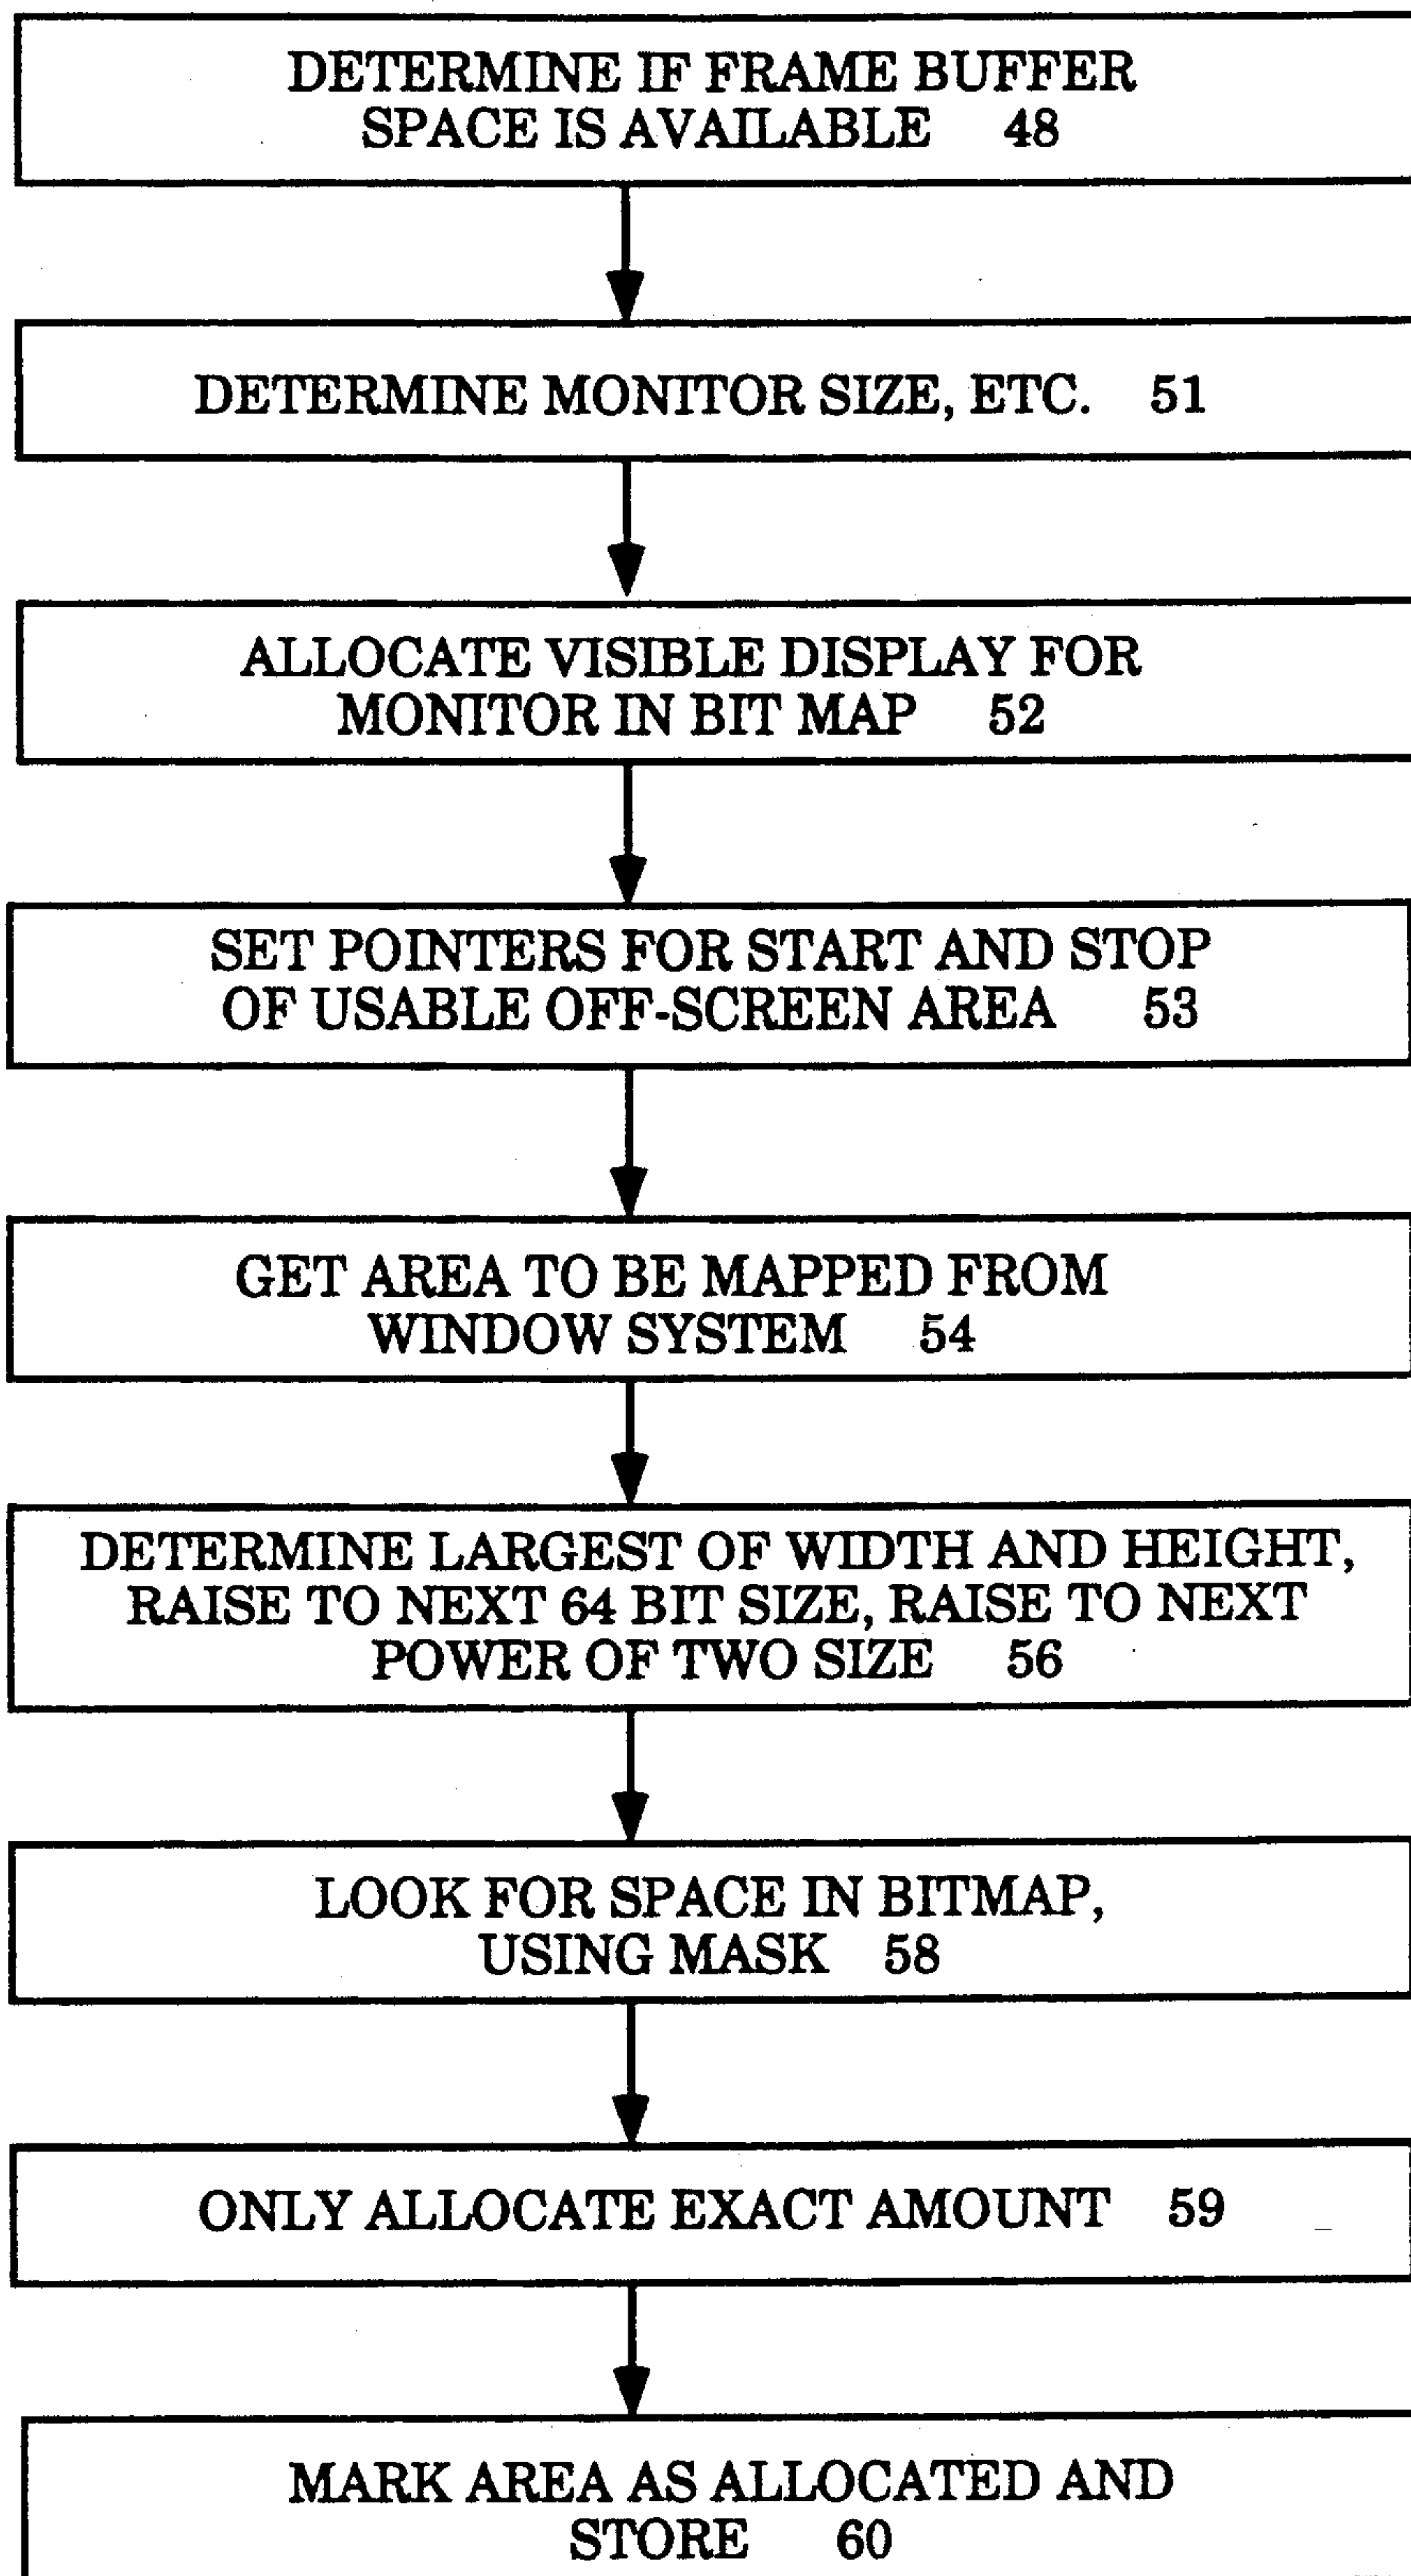 DETERMINE IF FRAME BUFFER
SPACE IS AVAILABLE 48
DETERMINE MONITOR SIZE, ETC. 51
ALLOCATE VISIBLE DISPLAY FOR
MONITOR IN BIT MAP 52
SET POINTERS FOR START AND STOP
OF USABLE OFF-SCREEN AREA 53
GET AREA TO BE MAPPED FROM
WINDOW SYSTEM 54
DETERMINE LARGEST OF WIDTH AND HEIGHT,
RAISE TO NEXT 64 BIT SIZE, RAISE TO NEXT
POWER OF TWO SIZE 56
LOOK FOR SPACE IN BITMAP,
USING MASK 58
ONLY ALLOCATE EXACT AMOUNT 59
MARK AREA AS ALLOCATED AND
STORE 60